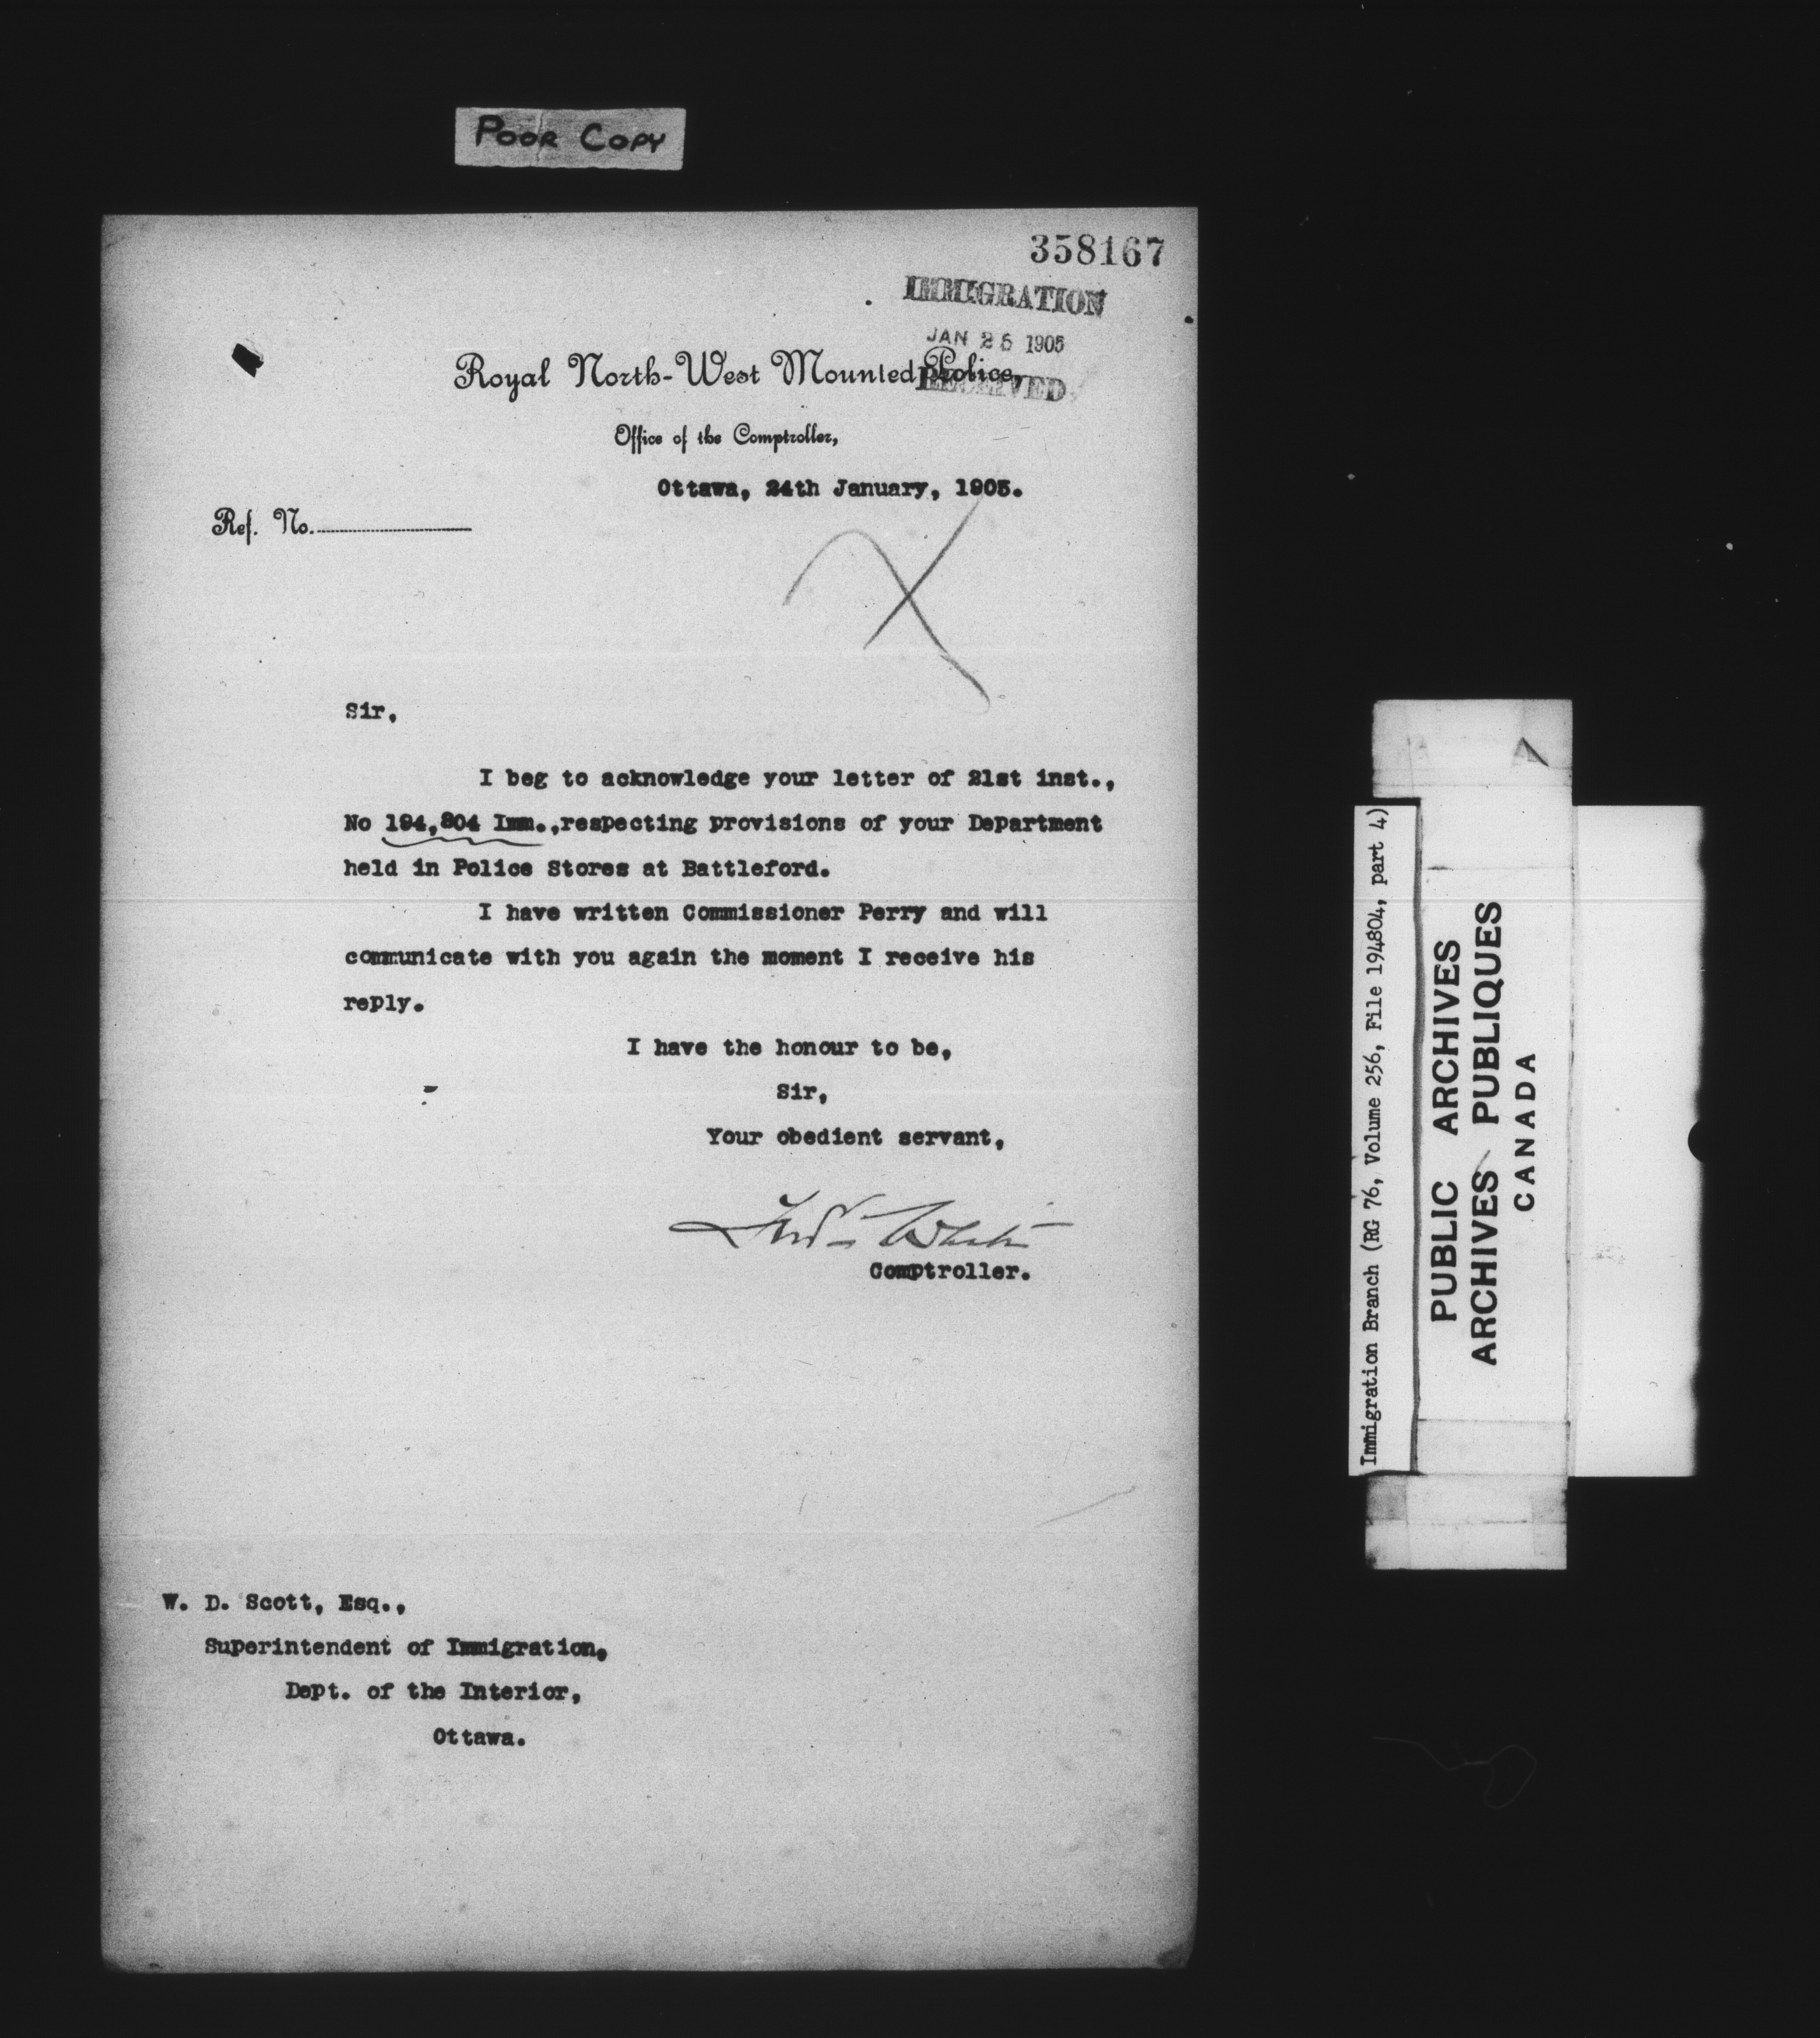 POOR COPY
358167
IMMIGRATION
JAN 26 1905
RECEIVED
Royal North-West Mounted Police,
Office of the Comptroller,
Ottawa, 24th January, 1905.
Ref. No.
Sir,
I beg to acknowledge your letter of 21st inst.,
No 194,804 Imm.,respecting provisions of your Department
held in Police Stores at Battleford.
I have written Commissioner Perry and will
communicate with you again the moment I receive his
reply.
I have the honour to be,
Sir,
Your obedient servant,
Fred White
Comptroller.
W. D. Scott, Esq.,
Superintendent of Immigration,
Dept. of the Interior,
Ottawa.
Immigration Branch (RG 76, Volume 256, File 194804, part 4)
PUBLIC ARCHIVES
ARCHIVES PUBLIQUES
CANADA